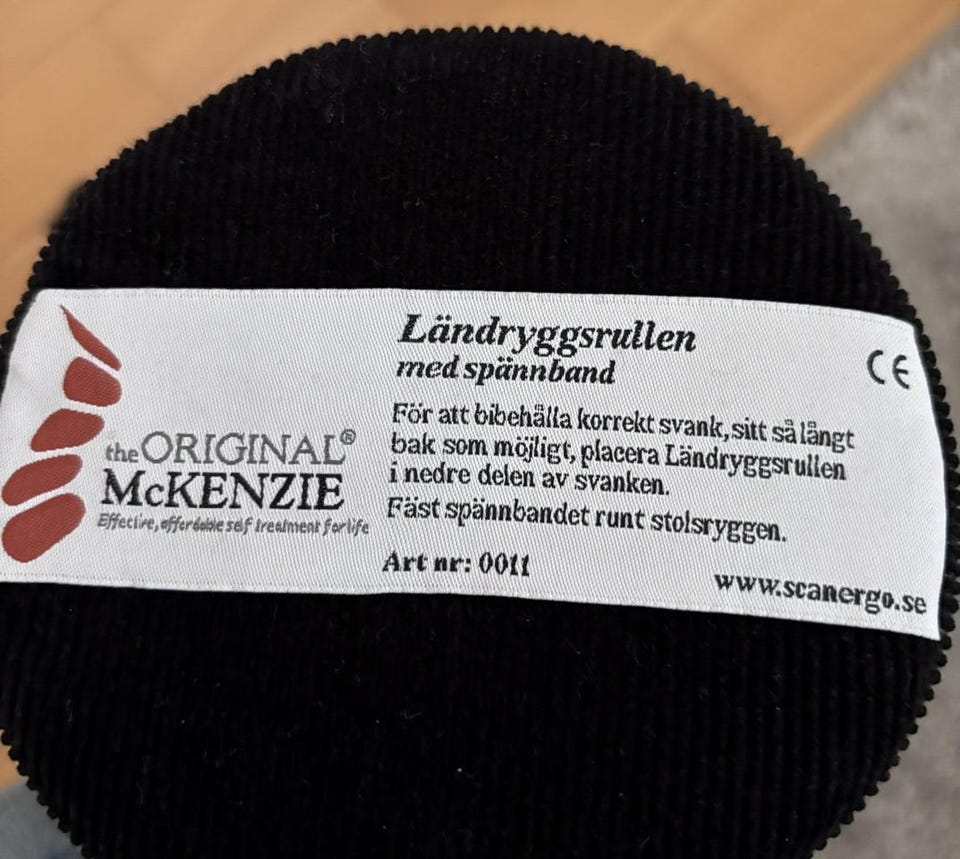 Ländryggsrullen
med spännband
CE
För att bibehålla korrekt svank, sitt så långt
bak som möjligt, placera Ländryggsrullen
i nedre delen av svanken.
Fäst spännbandet runt stolsryggen.
Art nr: 0011
www.scanergo.se
the ORIGINAL®
McKENZIE
Effective, affordable self treatment for life